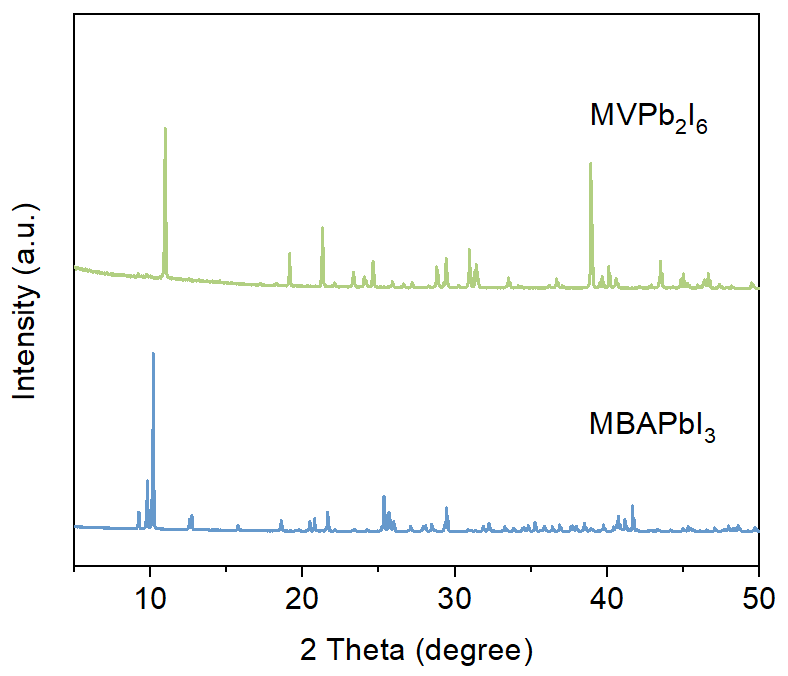 MVPb₂I₆
MBAPbI₃
Intensity (a.u.)
10 20 30 40 50
2 Theta (degree)